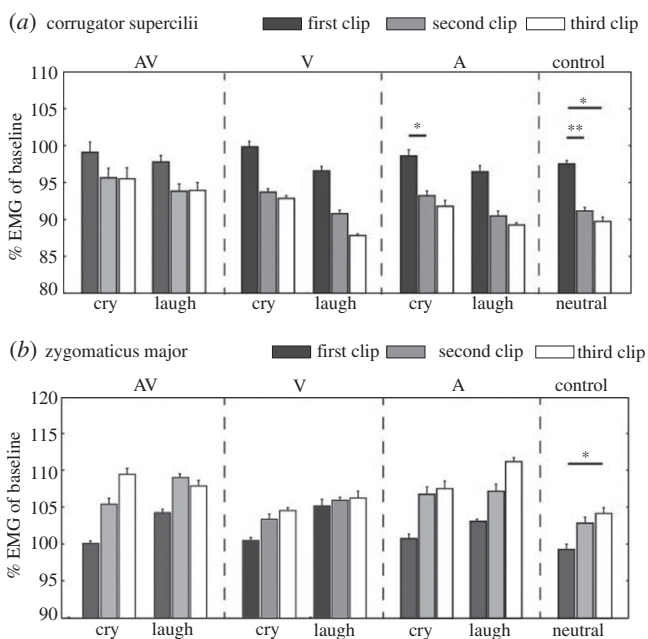 (a) corrugator supercilii first clip second clip third clip
AV V A control
110
105
100
95
90
85
80
% EMG of baseline
* ** *
cry laugh cry laugh cry laugh neutral
(b) zygomaticus major first clip second clip third clip
AV V A control
120
115
110
105
100
95
90
% EMG of baseline
*
cry laugh cry laugh cry laugh neutral